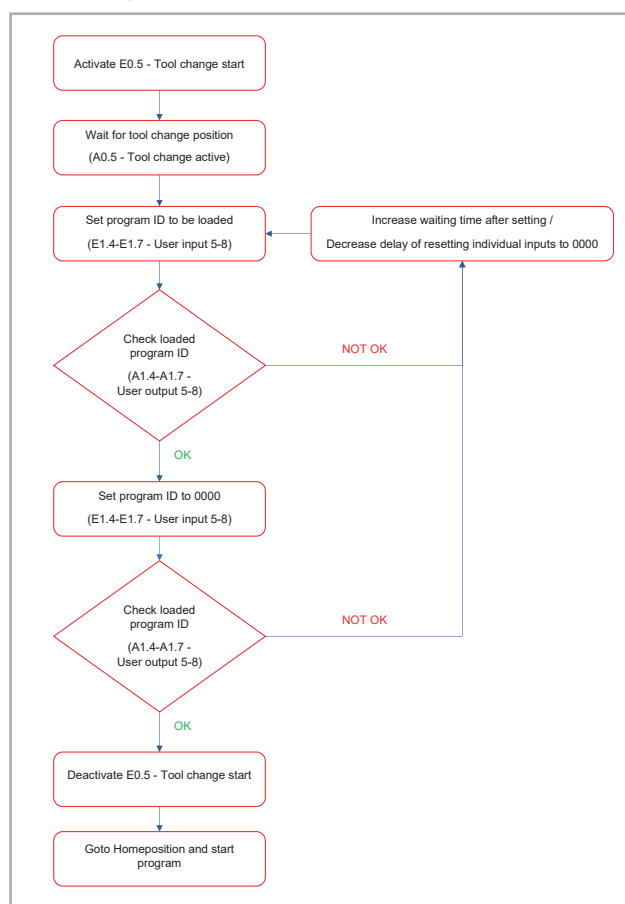 Activate E0.5 - Tool change start
Wait for tool change position
(A0.5 - Tool change active)
Set program ID to be loaded
(E1.4-E1.7 - User input 5-8)
Increase waiting time after setting /
Decrease delay of resetting individual inputs to 0000
Check loaded
program ID
(A1.4-A1.7 -
User output 5-8)
NOT OK
OK
Set program ID to 0000
(E1.4-E1.7 - User input 5-8)
Check loaded
program ID
(A1.4-A1.7 -
User output 5-8)
NOT OK
OK
Deactivate E0.5 - Tool change start
Goto Homeposition and start
program